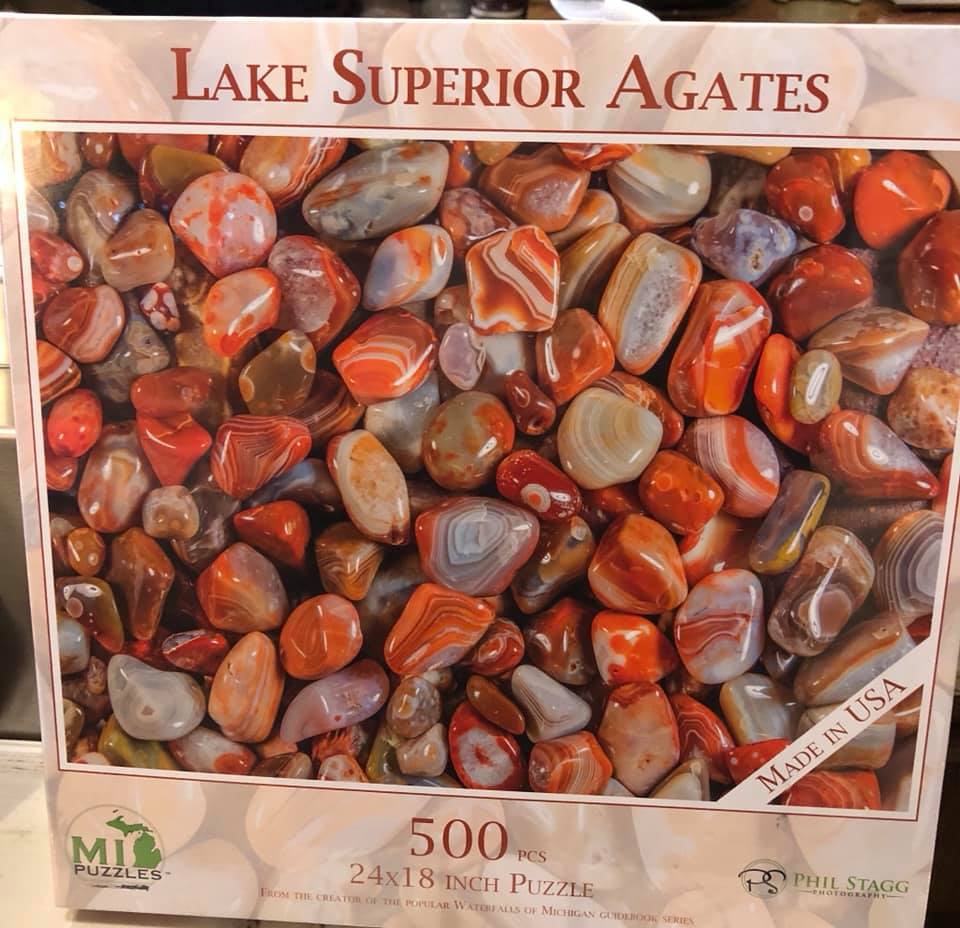 LAKE SUPERIOR AGATES
MADE IN USA
MI
PUZZLES™
500 PCS
24x18 INCH PUZZLE
FROM THE CREATOR OF THE POPULAR WATERFALLS OF MICHIGAN GUIDEBOOK SERIES
PS
PHIL STAGG
PHOTOGRAPHY